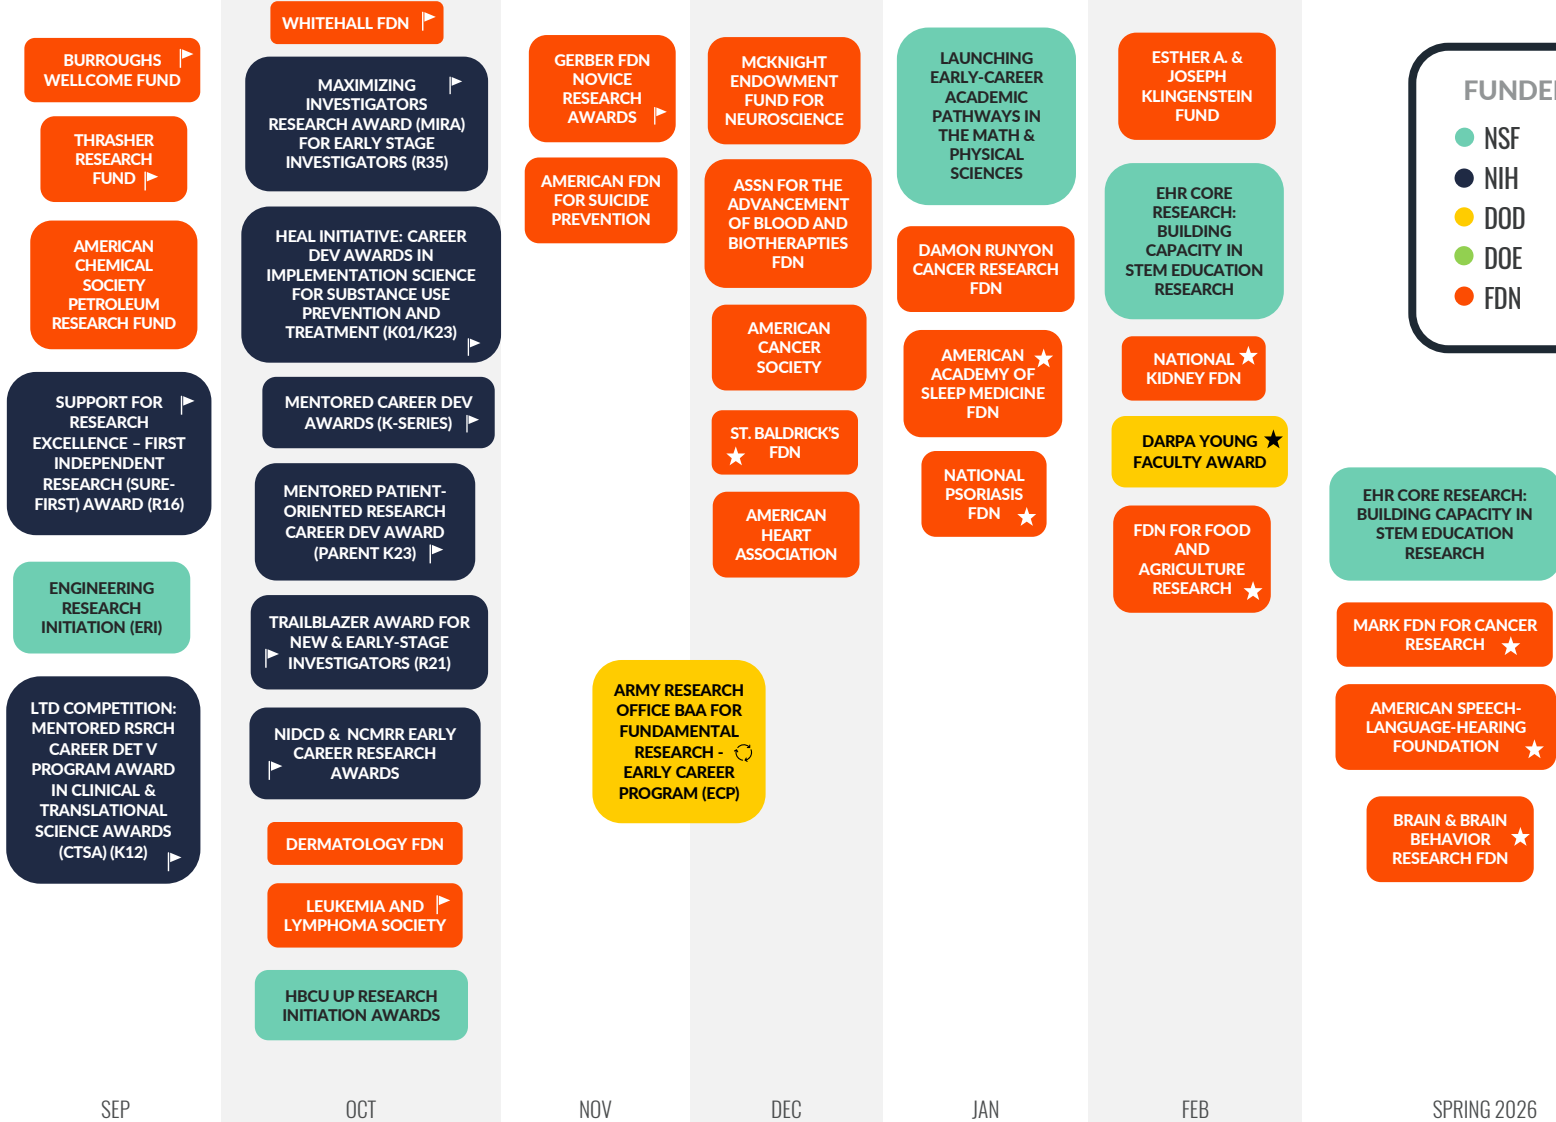 BURROUGHS
WELLCOME FUND
THRASHER
RESEARCH
FUND
AMERICAN
CHEMICAL
SOCIETY
PETROLEUM
RESEARCH FUND
SUPPORT FOR
RESEARCH
EXCELLENCE – FIRST
INDEPENDENT
RESEARCH (SURE-
FIRST) AWARD (R16)
ENGINEERING
RESEARCH
INITIATION (ERI)
LTD COMPETITION:
MENTORED RSRCH
CAREER DET V
PROGRAM AWARD
IN CLINICAL &
TRANSLATIONAL
SCIENCE AWARDS
(CTSA) (K12)
SEP
WHITEHALL FDN
MAXIMIZING
INVESTIGATORS
RESEARCH AWARD (MIRA)
FOR EARLY STAGE
INVESTIGATORS (R35)
HEAL INITIATIVE: CAREER
DEV AWARDS IN
IMPLEMENTATION SCIENCE
FOR SUBSTANCE USE
PREVENTION AND
TREATMENT (K01/K23)
MENTORED CAREER DEV
AWARDS (K-SERIES)
MENTORED PATIENT-
ORIENTED RESEARCH
CAREER DEV AWARD
(PARENT K23)
TRAILBLAZER AWARD FOR
NEW & EARLY-STAGE
INVESTIGATORS (R21)
NIDCD & NCMRR EARLY
CAREER RESEARCH
AWARDS
DERMATOLOGY FDN
LEUKEMIA AND
LYMPHOMA SOCIETY
HBCU UP RESEARCH
INITIATION AWARDS
OCT
GERBER FDN
NOVICE
RESEARCH
AWARDS
AMERICAN FDN
FOR SUICIDE
PREVENTION
ARMY RESEARCH
OFFICE BAA FOR
FUNDAMENTAL
RESEARCH -
EARLY CAREER
PROGRAM (ECP)
NOV
MCKNIGHT
ENDOWMENT
FUND FOR
NEUROSCIENCE
ASSN FOR THE
ADVANCEMENT
OF BLOOD AND
BIOTHERAPTIES
FDN
AMERICAN
CANCER
SOCIETY
ST. BALDRICK'S
FDN
AMERICAN
HEART
ASSOCIATION
DEC
LAUNCHING
EARLY-CAREER
ACADEMIC
PATHWAYS IN
THE MATH &
PHYSICAL
SCIENCES
DAMON RUNYON
CANCER RESEARCH
FDN
AMERICAN
ACADEMY OF
SLEEP MEDICINE
FDN
NATIONAL
PSORIASIS
FDN
JAN
ESTHER A. &
JOSEPH
KLINGENSTEIN
FUND
EHR CORE
RESEARCH:
BUILDING
CAPACITY IN
STEM EDUCATION
RESEARCH
NATIONAL
KIDNEY FDN
DARPA YOUNG
FACULTY AWARD
FDN FOR FOOD
AND
AGRICULTURE
RESEARCH
FEB
NSF
NIH
DOD
DOE
FDN
EHR CORE RESEARCH:
BUILDING CAPACITY IN
STEM EDUCATION
RESEARCH
MARK FDN FOR CANCER
RESEARCH
AMERICAN SPEECH-
LANGUAGE-HEARING
FOUNDATION
BRAIN & BRAIN
BEHAVIOR
RESEARCH FDN
SPRING 2026